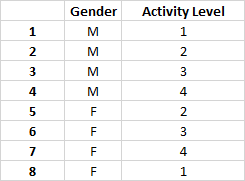 Gender Activity Level
1 M 1
2 M 2
3 M 3
4 M 4
5 F 2
6 F 3
7 F 4
8 F 1